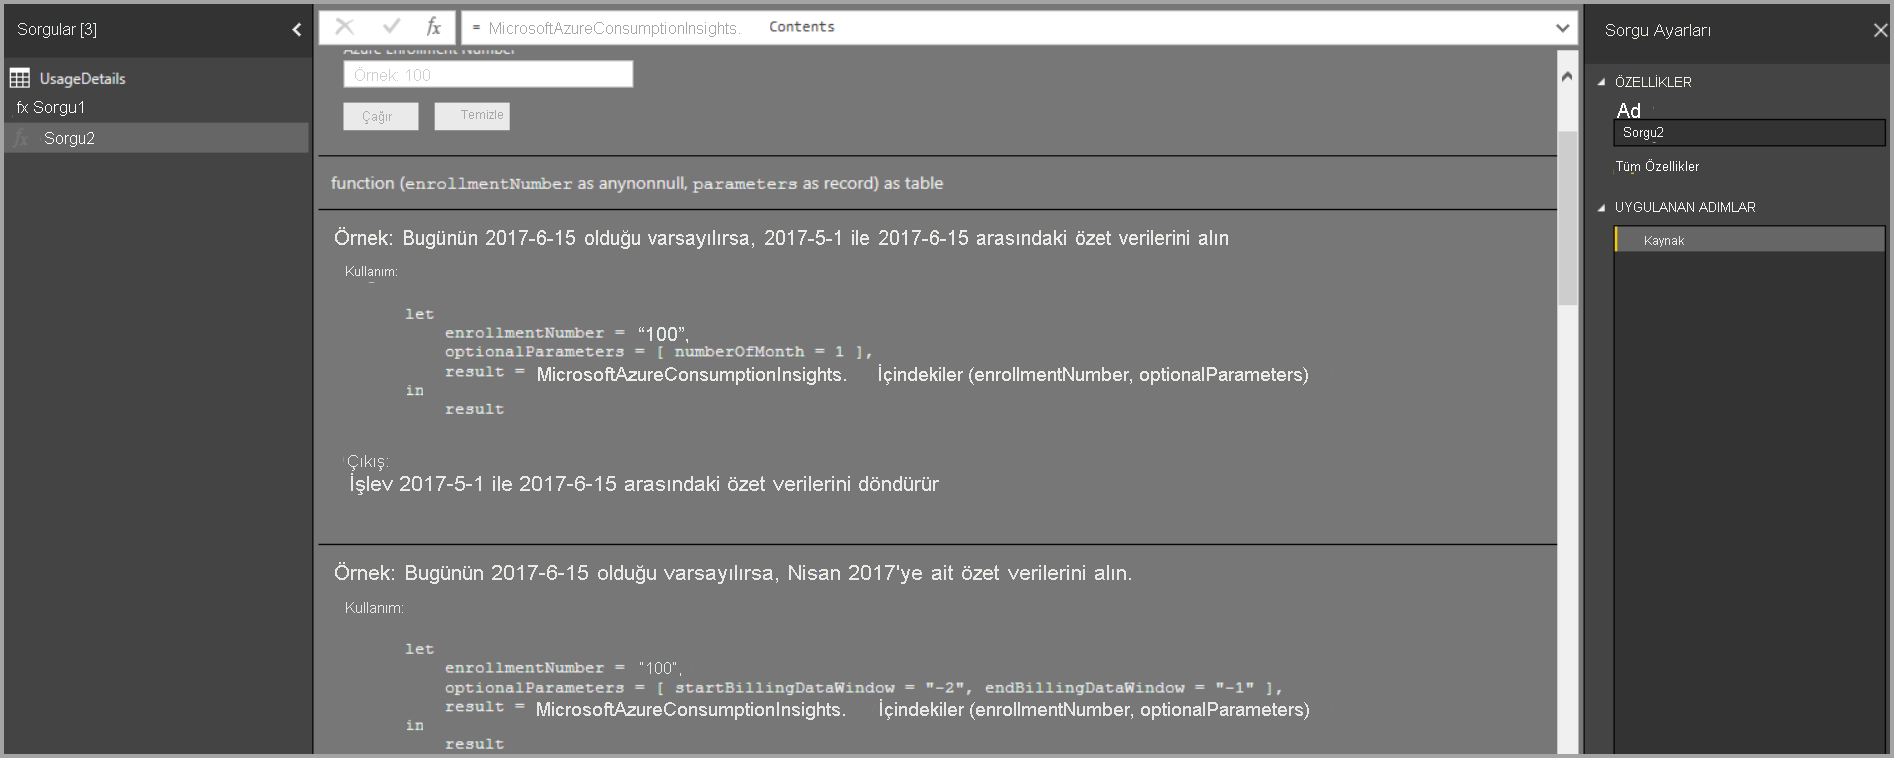 Sorgular [3]
UsageDetails
fx Sorgu1
fx Sorgu2
fx = MicrosoftAzureConsumptionInsights. Contents
Azure Enrollment Number
Örnek: 100
Çağır Temizle
function (enrollmentNumber as anynonnull, parameters as record) as table
Örnek: Bugünün 2017-6-15 olduğu varsayılırsa, 2017-5-1 ile 2017-6-15 arasındaki özet verilerini alın
Kullanım:
let
enrollmentNumber = “100”,
optionalParameters = [ numberOfMonth = 1 ],
result = MicrosoftAzureConsumptionInsights. İçindekiler (enrollmentNumber, optionalParameters)
in
result
Çıkış:
İşlev 2017-5-1 ile 2017-6-15 arasındaki özet verilerini döndürür
Örnek: Bugünün 2017-6-15 olduğu varsayılırsa, Nisan 2017'ye ait özet verilerini alın.
Kullanım:
let
enrollmentNumber = "100",
optionalParameters = [ startBillingDataWindow = "-2", endBillingDataWindow = "-1" ],
result = MicrosoftAzureConsumptionInsights. İçindekiler (enrollmentNumber, optionalParameters)
in
result
Sorgu Ayarları
ÖZELLİKLER
Ad
Sorgu2
Tüm Özellikler
UYGULANAN ADIMLAR
Kaynak